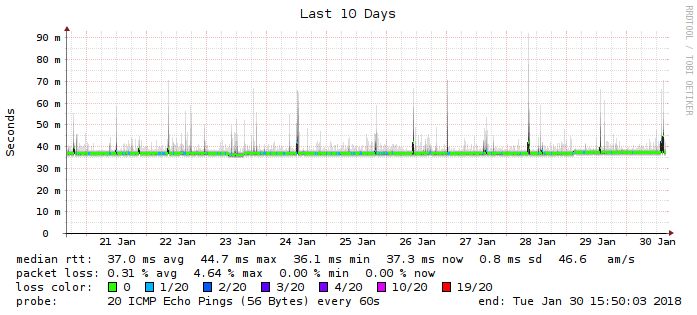 Last 10 Days
RRDTOOL / TOBI OETIKER
Seconds
90 m
80 m
70 m
60 m
50 m
40 m
30 m
20 m
10 m
0
21 Jan 22 Jan 23 Jan 24 Jan 25 Jan 26 Jan 27 Jan 28 Jan 29 Jan 30 Jan
median rtt: 37.0 ms avg 44.7 ms max 36.1 ms min 37.3 ms now 0.8 ms sd 46.6 am/s
packet loss: 0.31 % avg 4.64 % max 0.00 % min 0.00 % now
loss color: 0 1/20 2/20 3/20 4/20 10/20 19/20
probe: 20 ICMP Echo Pings (56 Bytes) every 60s end: Tue Jan 30 15:50:03 2018